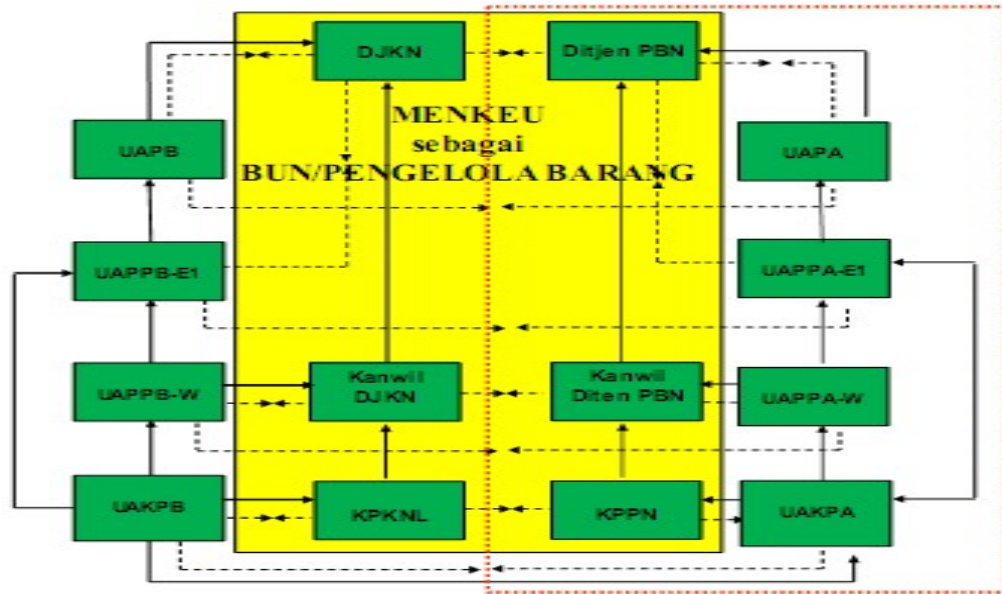 DJKN
Ditjen PBN
MENKEU
sebagai
BUN/PENGELOLA BARANG
UAPB
UAPA
UAPPB-E1
UAPPA-E1
UAPPB-W
Kanwil
DJKN
Kanwil
Diten PBN
UAPPA-W
UAKPB
KPKNL
KPPN
UAKPA